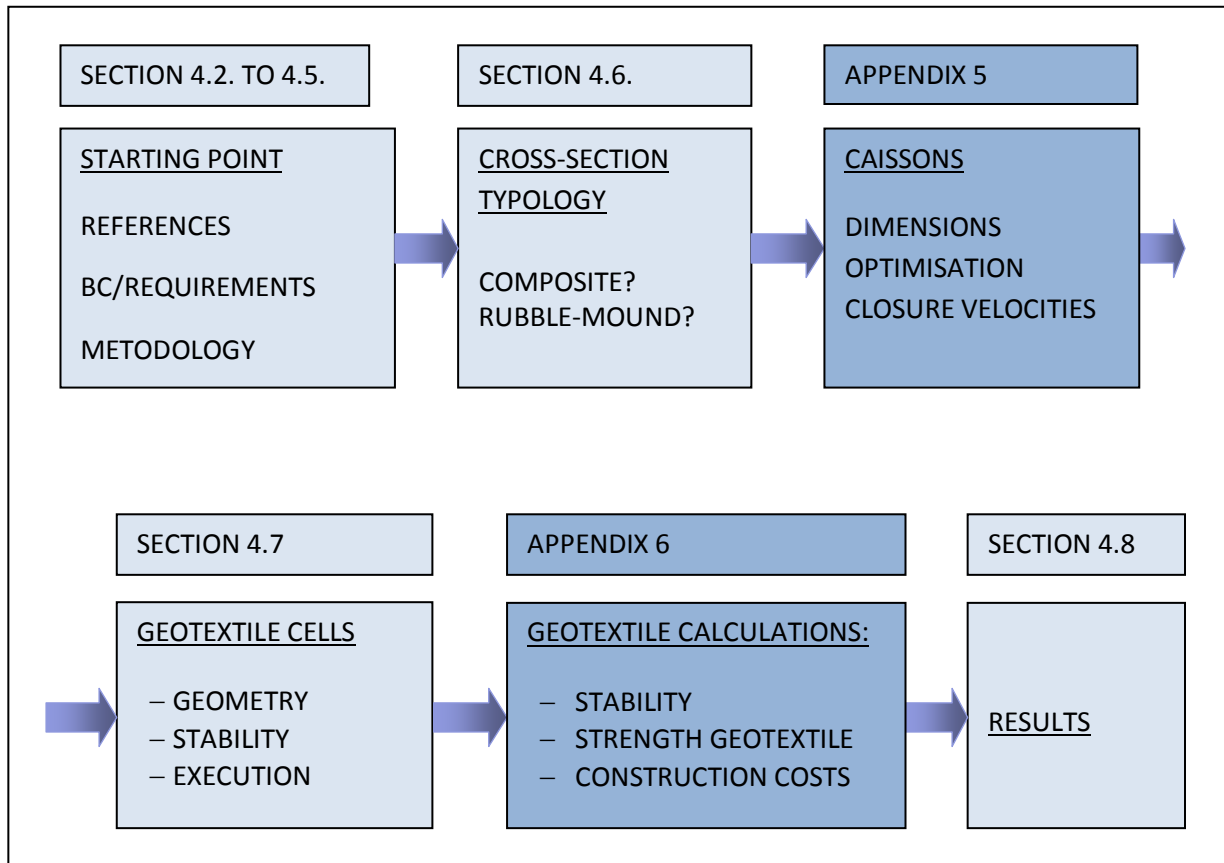 SECTION 4.2. TO 4.5.
STARTING POINT
REFERENCES
BC/REQUIREMENTS
METODOLOGY
SECTION 4.6.
CROSS-SECTION
TYPOLOGY
COMPOSITE?
RUBBLE-MOUND?
APPENDIX 5
CAISSONS
DIMENSIONS
OPTIMISATION
CLOSURE VELOCITIES
SECTION 4.7
GEOTEXTILE CELLS
– GEOMETRY
– STABILITY
– EXECUTION
APPENDIX 6
GEOTEXTILE CALCULATIONS:
– STABILITY
– STRENGTH GEOTEXTILE
– CONSTRUCTION COSTS
SECTION 4.8
RESULTS